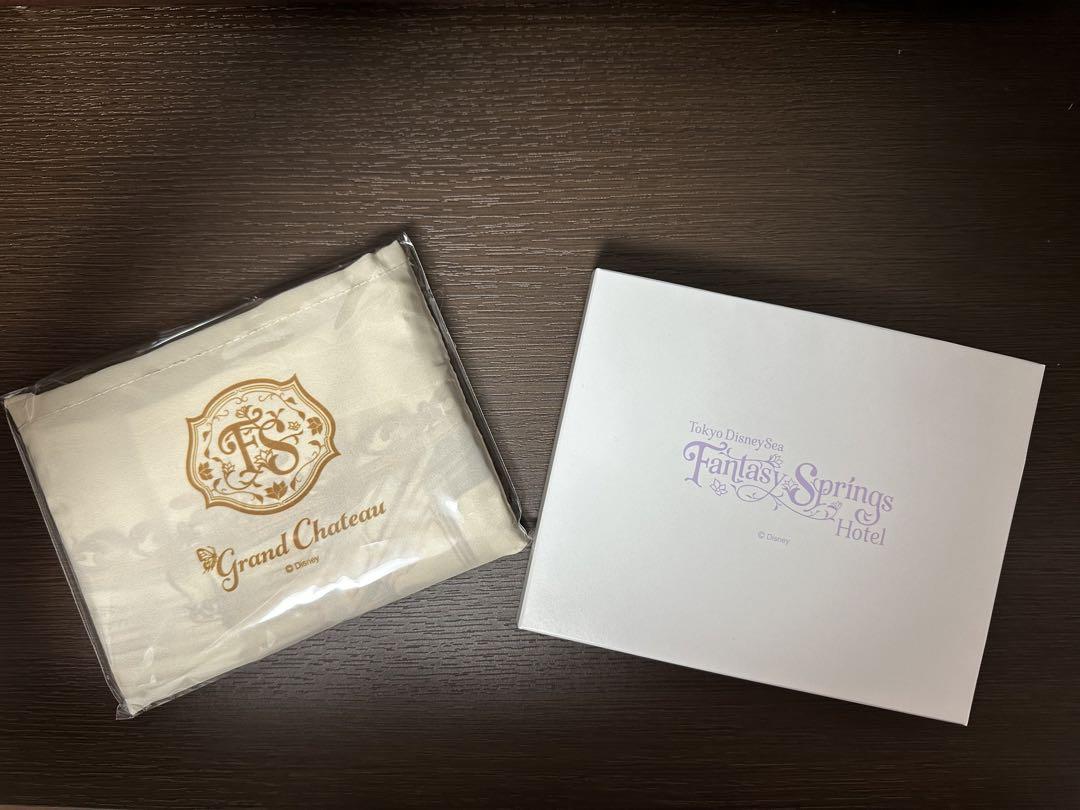 FS
Grand Chateau
© Disney
Tokyo DisneySea
Fantasy Springs
Hotel
© Disney